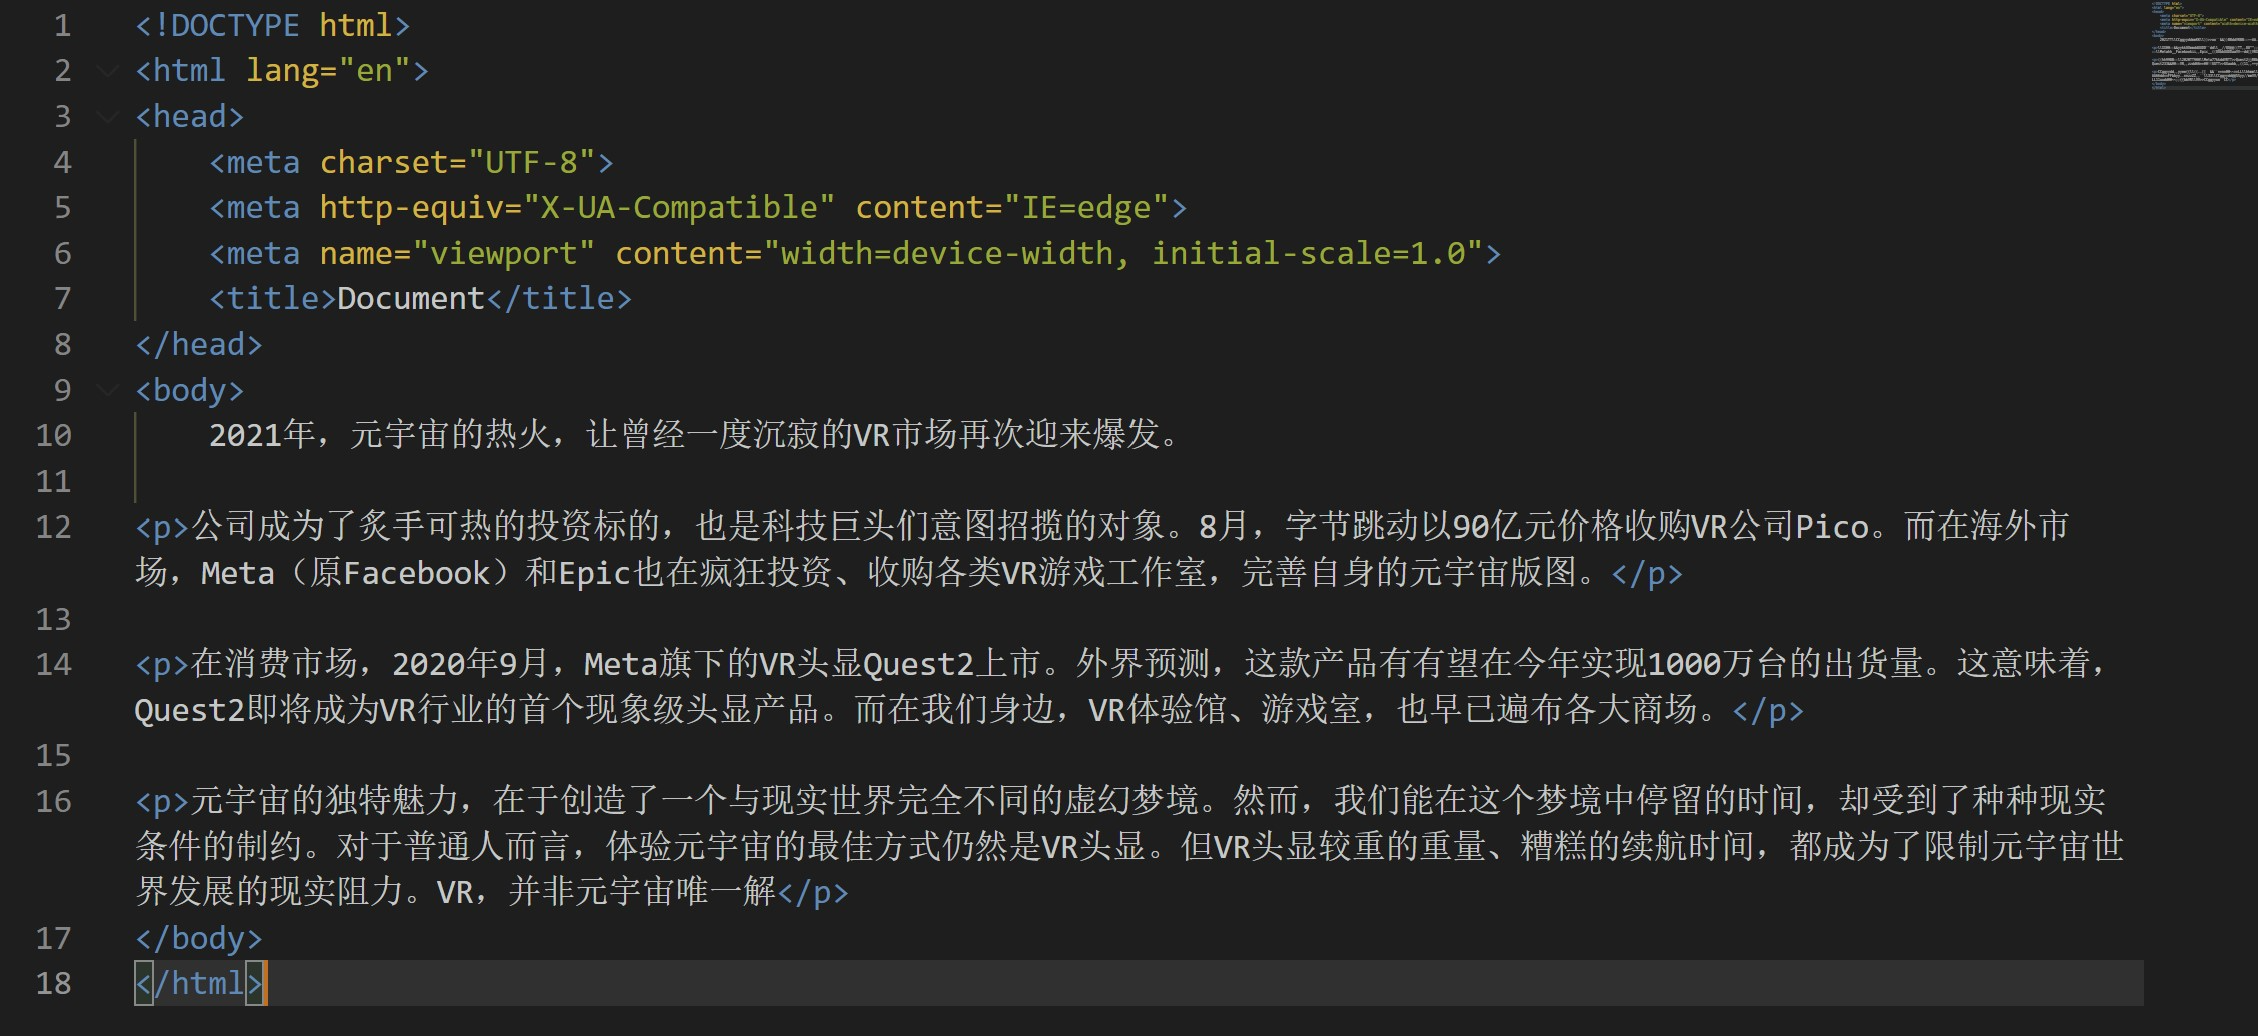 1 <!DOCTYPE html>
2 <html lang="en">
3 <head>
4 <meta charset="UTF-8">
5 <meta http-equiv="X-UA-Compatible" content="IE=edge">
6 <meta name="viewport" content="width=device-width, initial-scale=1.0">
7 <title>Document</title>
8 </head>
9 <body>
10 2021年，元宇宙的热火，让曾经一度沉寂的VR市场再次迎来爆发。
11
12 <p>公司成为了炙手可热的投资标的，也是科技巨头们意图招揽的对象。8月，字节跳动以90亿元价格收购VR公司Pico。而在海外市
场，Meta（原Facebook）和Epic也在疯狂投资、收购各类VR游戏工作室，完善自身的元宇宙版图。</p>
13
14 <p>在消费市场，2020年9月，Meta旗下的VR头显Quest2上市。外界预测，这款产品有有望在今年实现1000万台的出货量。这意味着，
Quest2即将成为VR行业的首个现象级头显产品。而在我们身边，VR体验馆、游戏室，也早已遍布各大商场。</p>
15
16 <p>元宇宙的独特魅力，在于创造了一个与现实世界完全不同的虚幻梦境。然而，我们能在这个梦境中停留的时间，却受到了种种现实
条件的制约。对于普通人而言，体验元宇宙的最佳方式仍然是VR头显。但VR头显较重的重量、糟糕的续航时间，都成为了限制元宇宙世
界发展的现实阻力。VR，并非元宇宙唯一解</p>
17 </body>
18 </html>